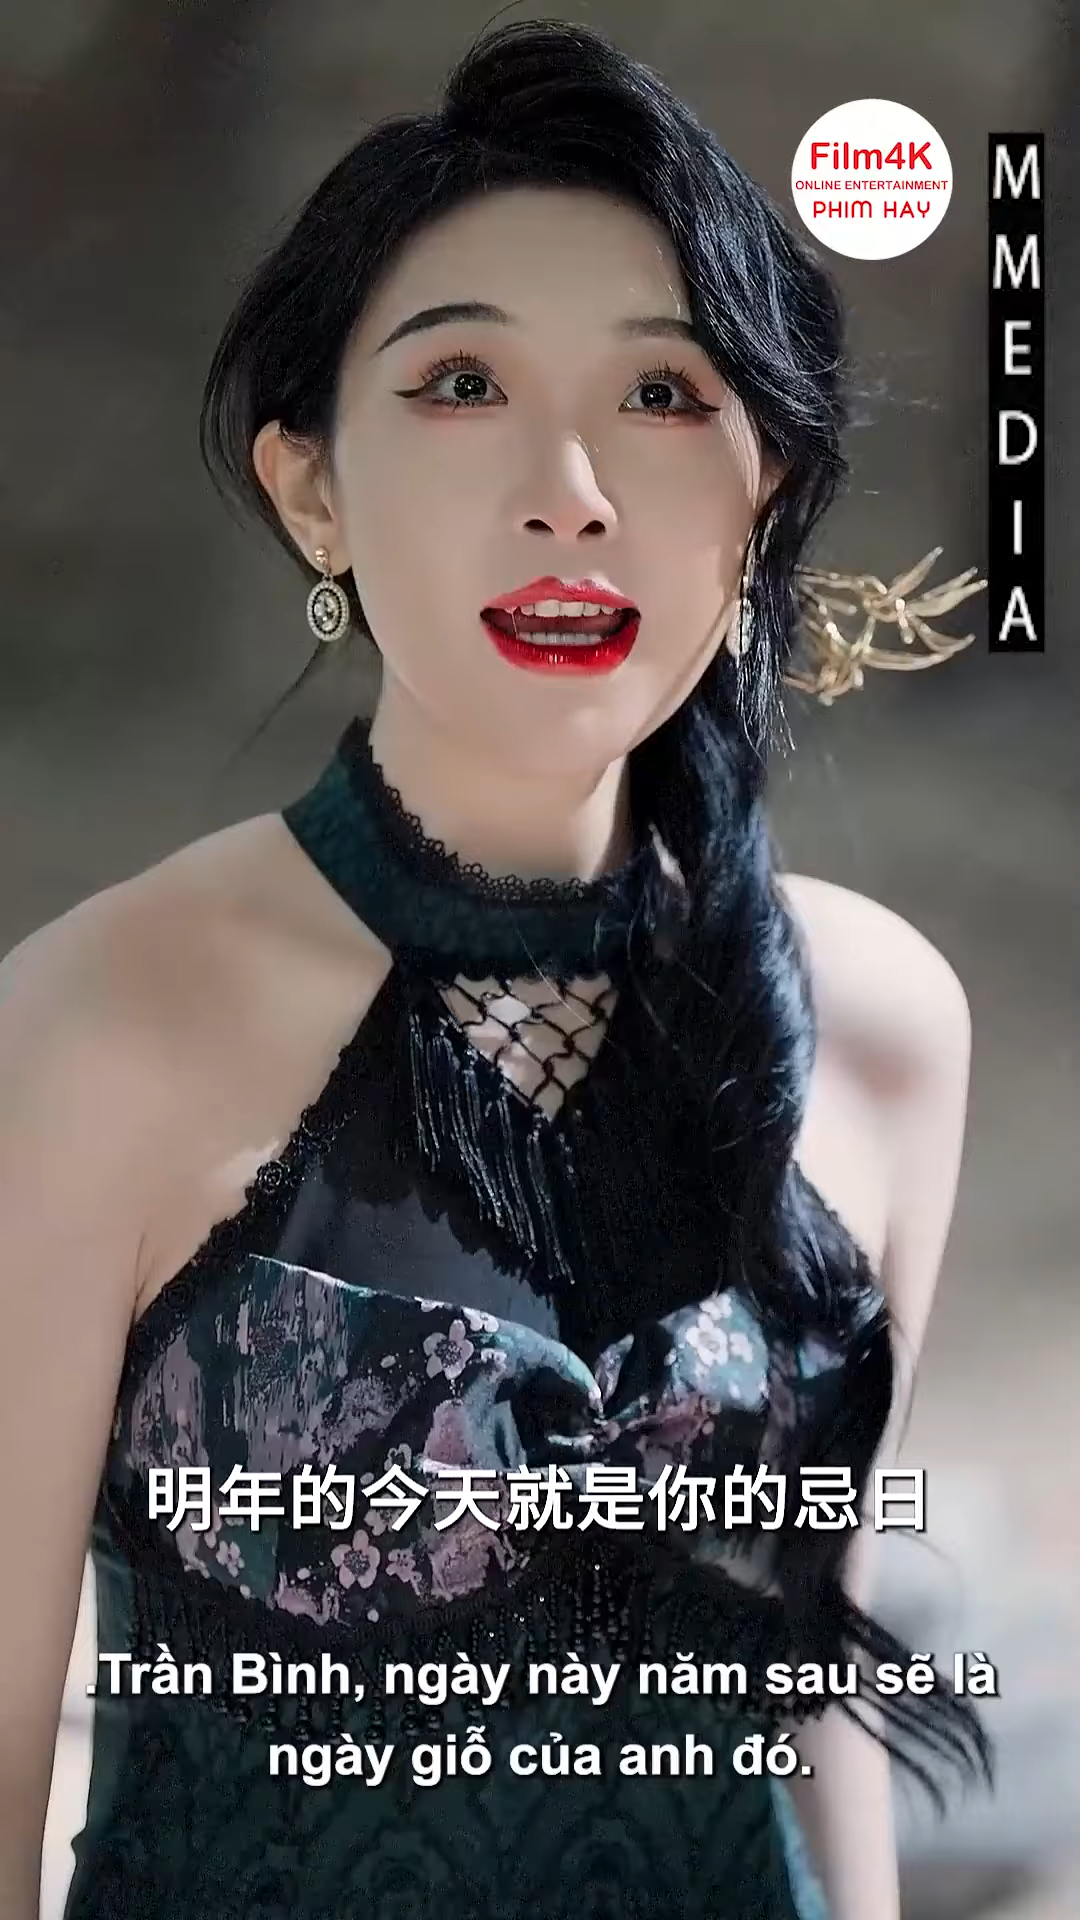 Film4K
ONLINE ENTERTAINMENT
PHIM HAY
MMEDIA
明年的今天就是你的忌日
.Trần Bình, ngày này năm sau sẽ là
ngày giỗ của anh đó.